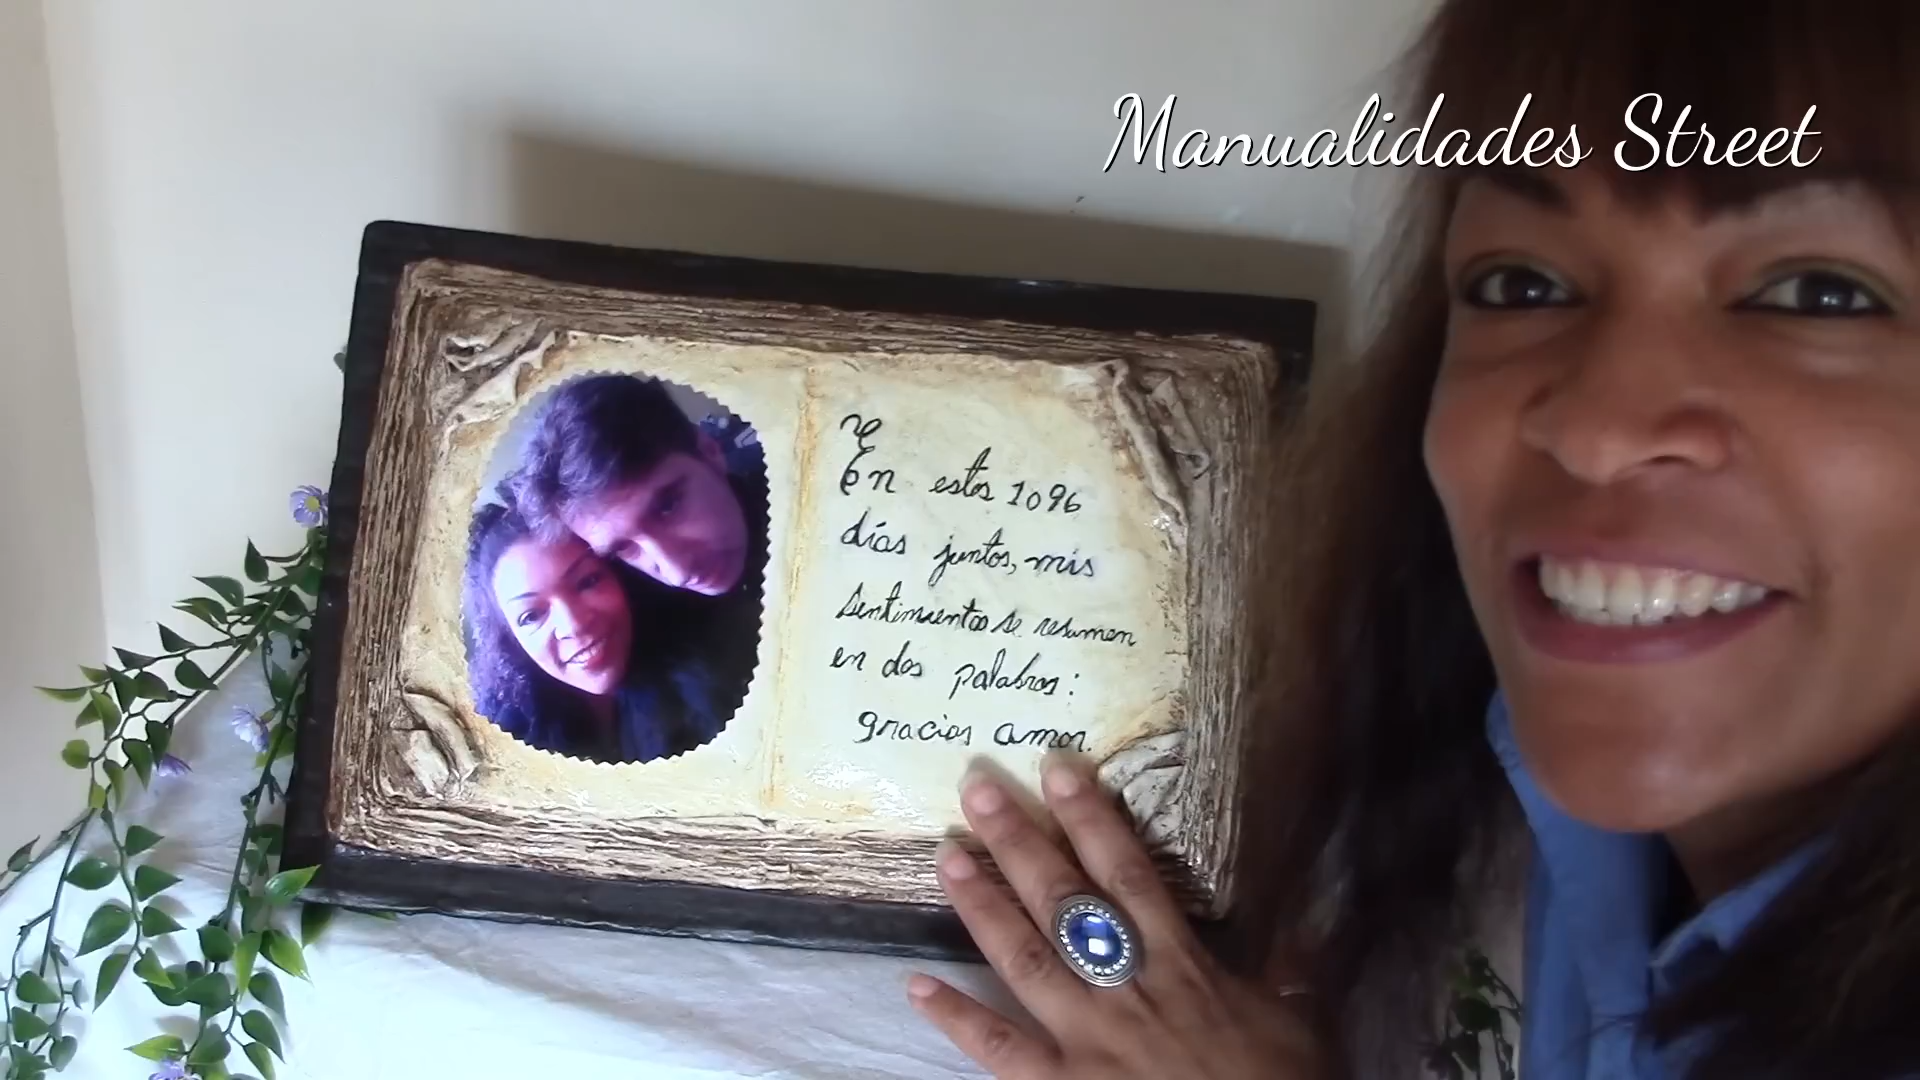 Manualidades Street
En estos 1096
días juntos, mis
sentimientos se resumen
en dos palabras:
gracias amor.